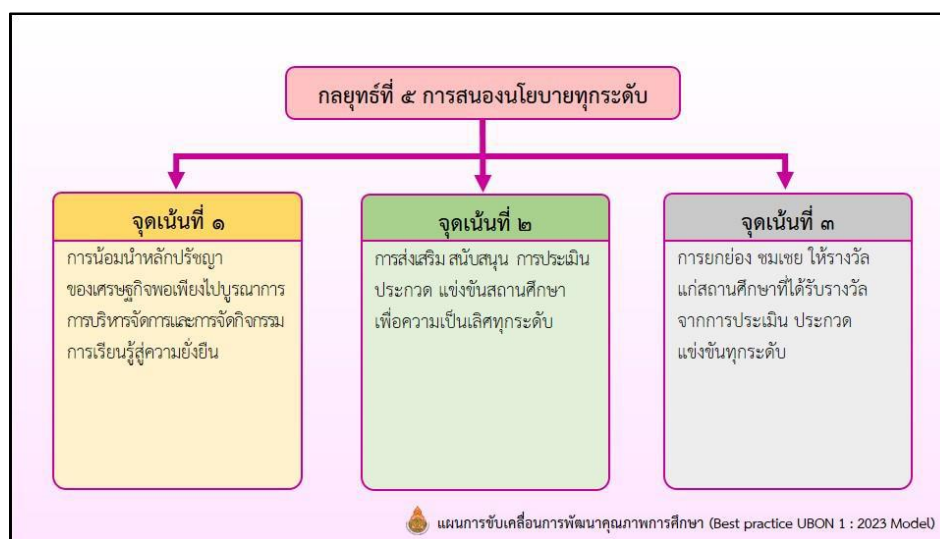 กลยุทธ์ที่ ๕ การสนองนโยบายทุกระดับ
จุดเน้นที่ ๑
การน้อมนำหลักปรัชญา
ของเศรษฐกิจพอเพียงไปบูรณาการ
การบริหารจัดการและการจัดกิจกรรม
การเรียนรู้สู่ความยั่งยืน
จุดเน้นที่ ๒
การส่งเสริม สนับสนุน การประเมิน
ประกวด แข่งขันสถานศึกษา
เพื่อความเป็นเลิศทุกระดับ
จุดเน้นที่ ๓
การยกย่อง ชมเชย ให้รางวัล
แก่สถานศึกษาที่ได้รับรางวัล
จากการประเมิน ประกวด
แข่งขันทุกระดับ
แผนการขับเคลื่อนการพัฒนาคุณภาพการศึกษา (Best practice UBON 1 : 2023 Model)